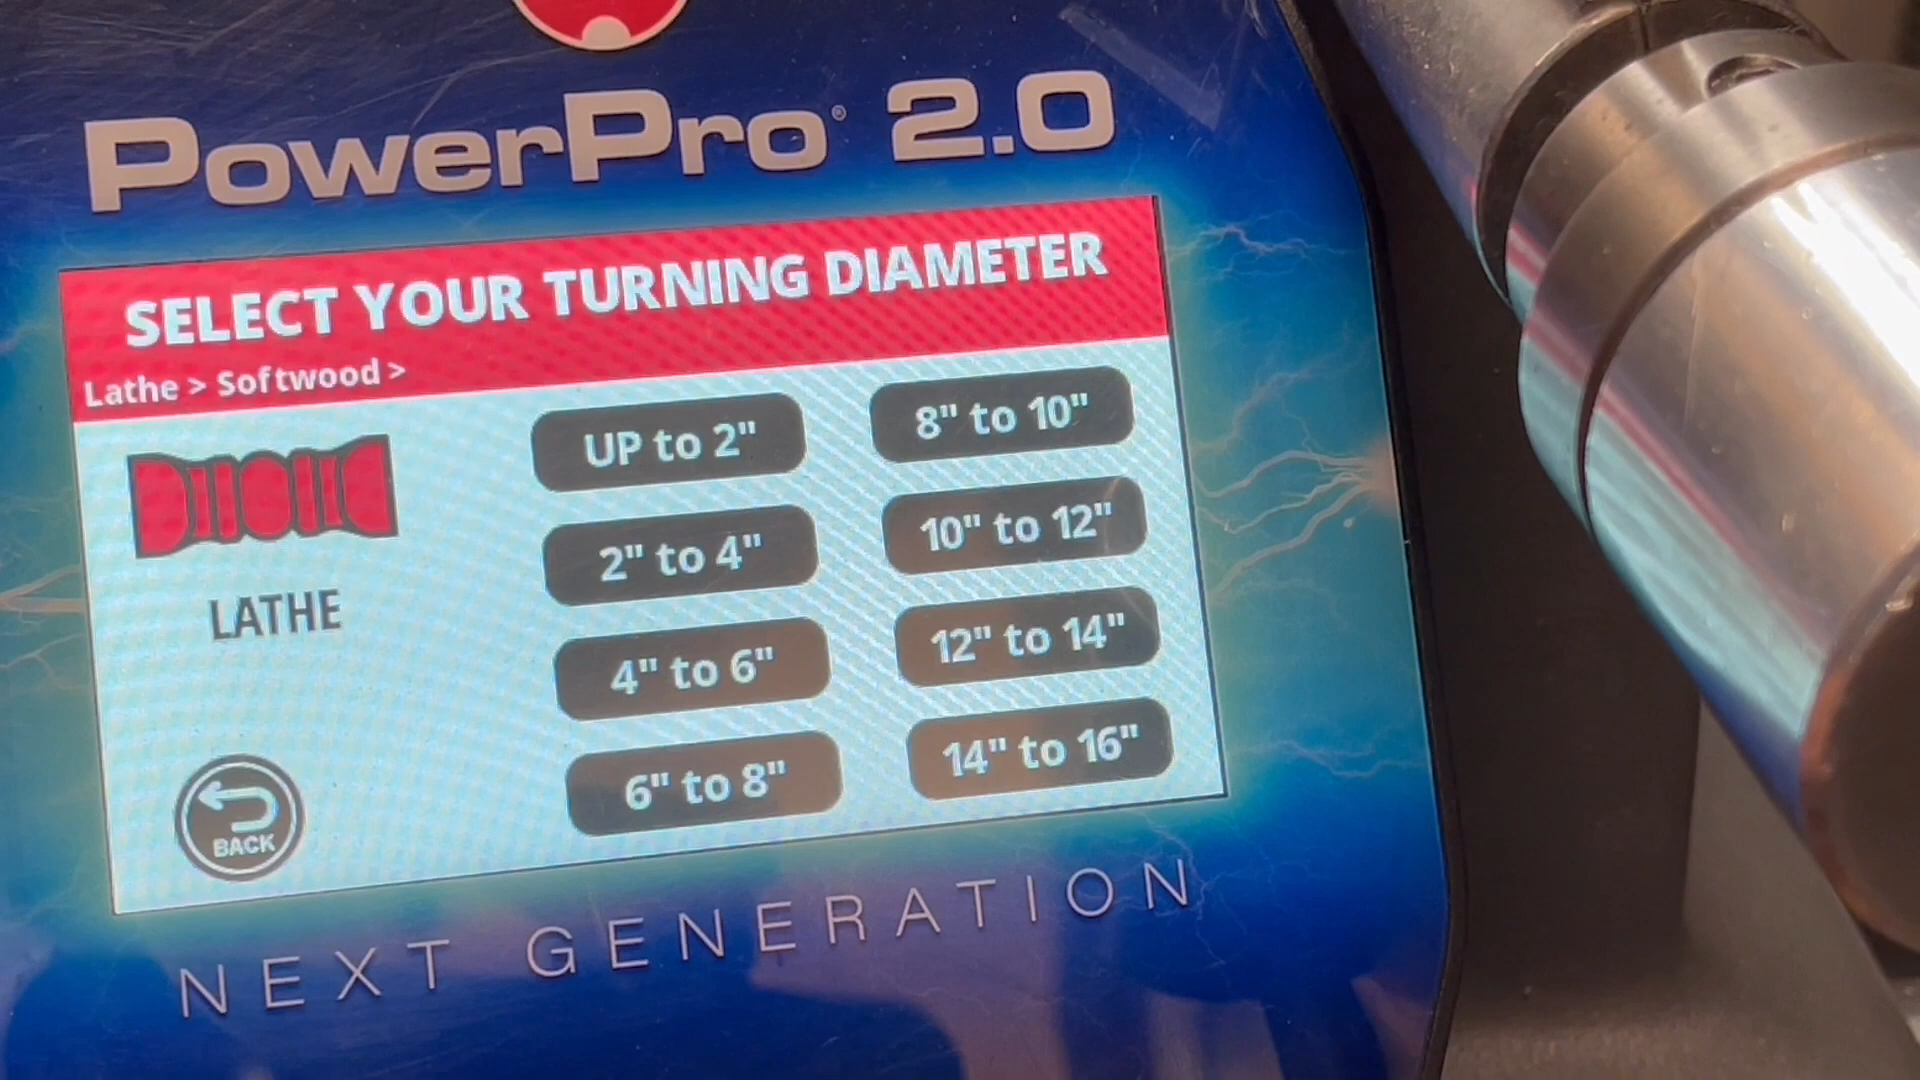 PowerPro® 2.0
SELECT YOUR TURNING DIAMETER
Lathe > Softwood >
LATHE
BACK
UP to 2"
2" to 4"
4" to 6"
6" to 8"
8" to 10"
10" to 12"
12" to 14"
14" to 16"
NEXT GENERATION